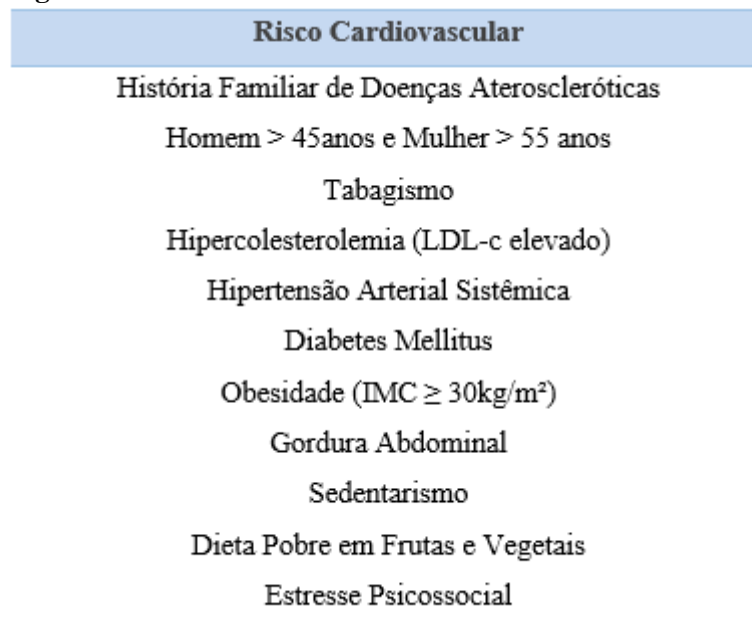 Risco Cardiovascular
História Familiar de Doenças Ateroscleróticas
Homem > 45anos e Mulher > 55 anos
Tabagismo
Hipercolesterolemia (LDL-c elevado)
Hipertensão Arterial Sistêmica
Diabetes Mellitus
Obesidade (IMC ≥ 30kg/m²)
Gordura Abdominal
Sedentarismo
Dieta Pobre em Frutas e Vegetais
Estresse Psicossocial